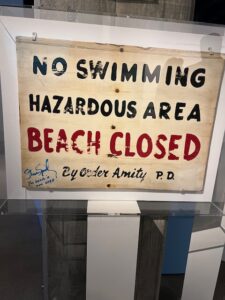 NO SWIMMING
HAZARDOUS AREA
BEACH CLOSED
By Order Amity P.D.